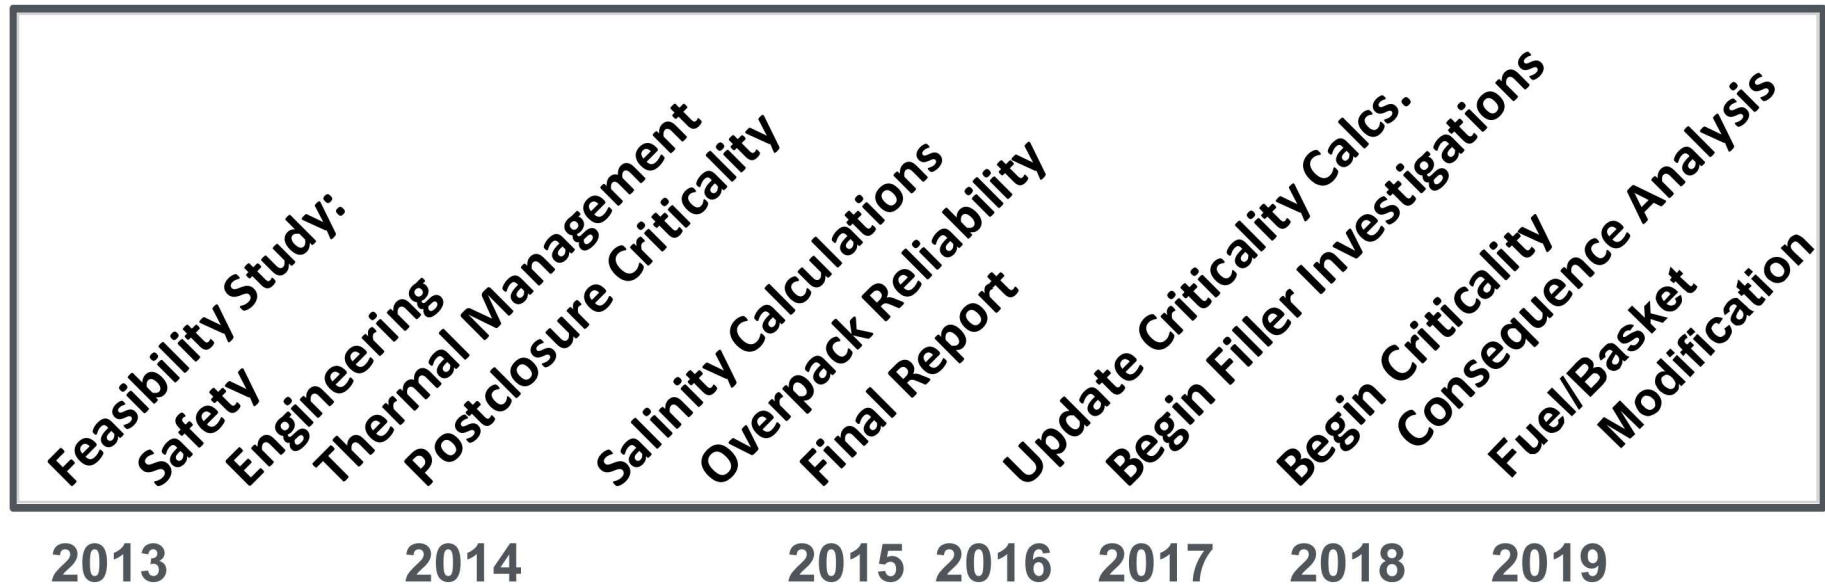 Feasibility Study:
Safety
Engineering
Thermal Management
Postclosure Criticality
Salinity Calculations
Overpack Reliability
Final Report
Update Criticality Calcs.
Begin Filler Investigations
Begin Criticality
Consequence Analysis
Fuel/Basket
Modification
2013 2014 2015 2016 2017 2018 2019